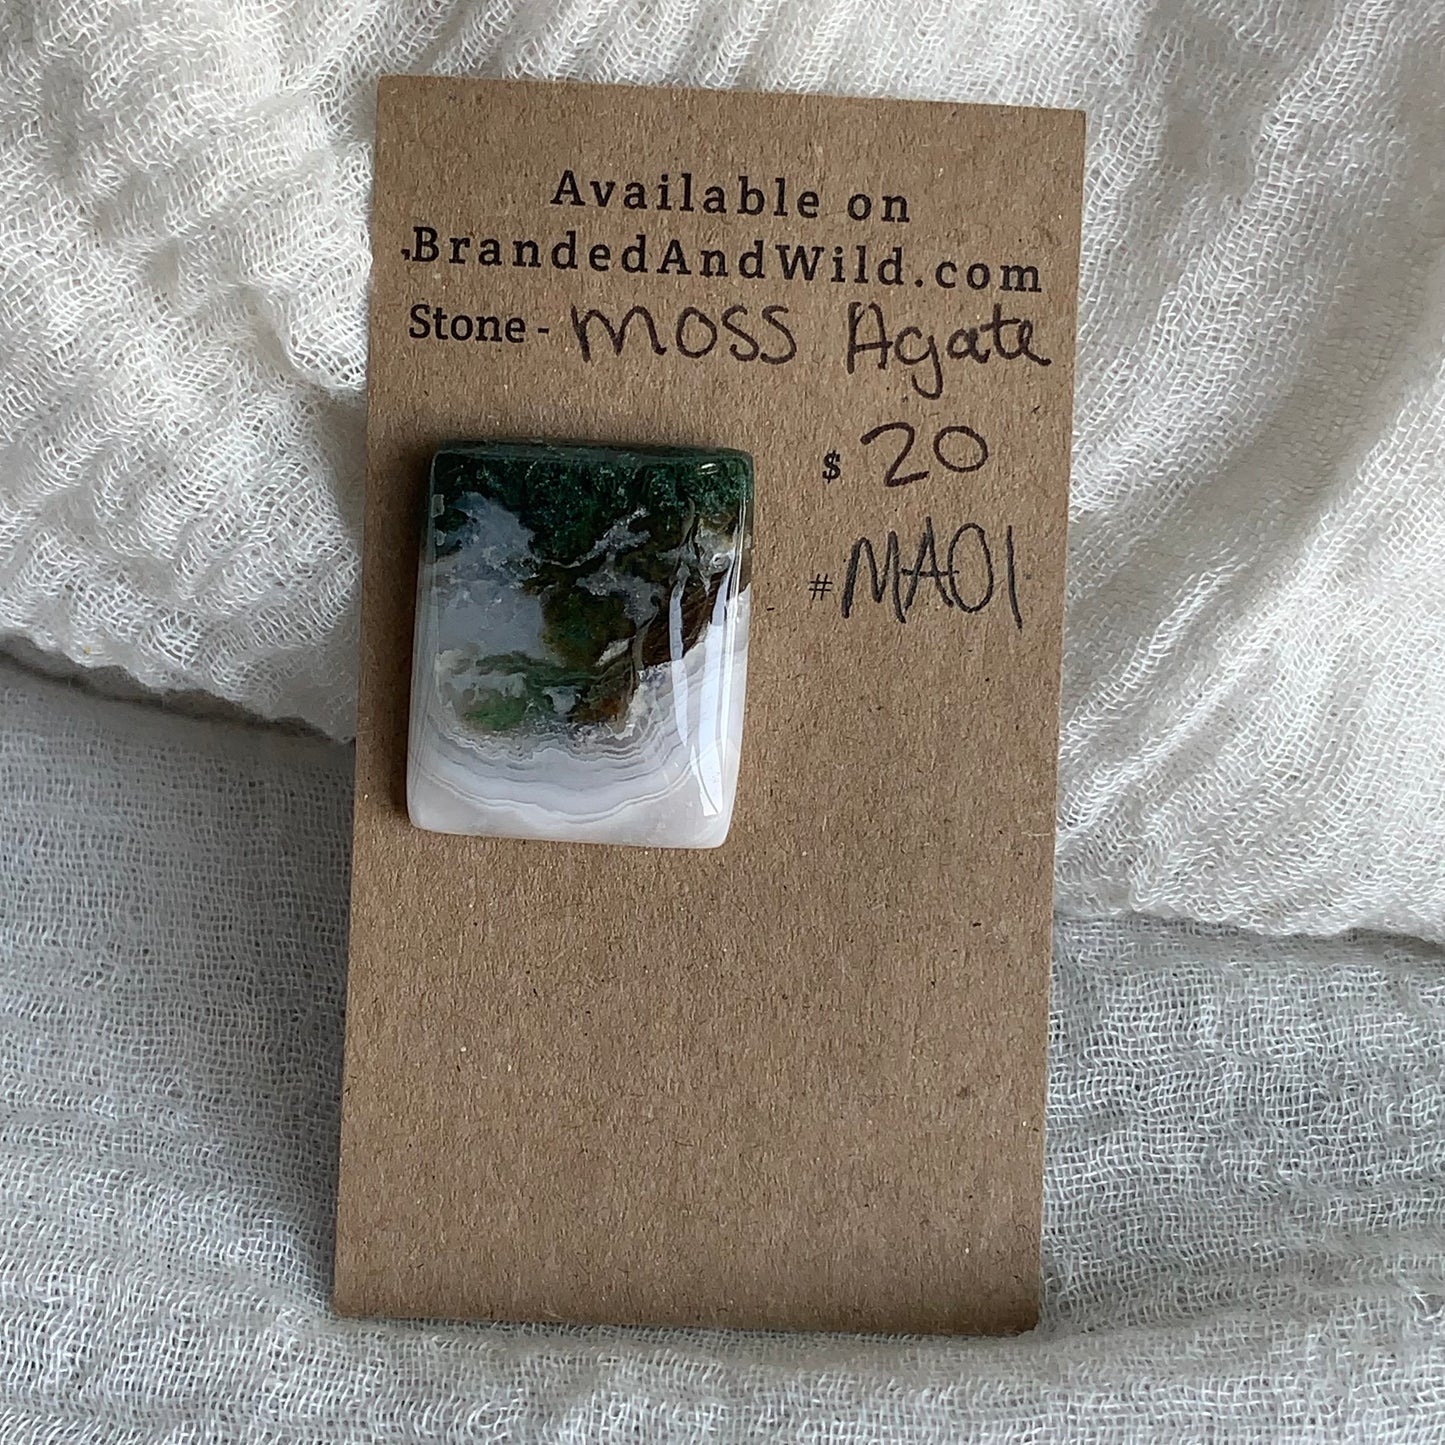 Available on
BrandedAndWild.com
Stone - Moss Agate
$ 20
# MA01